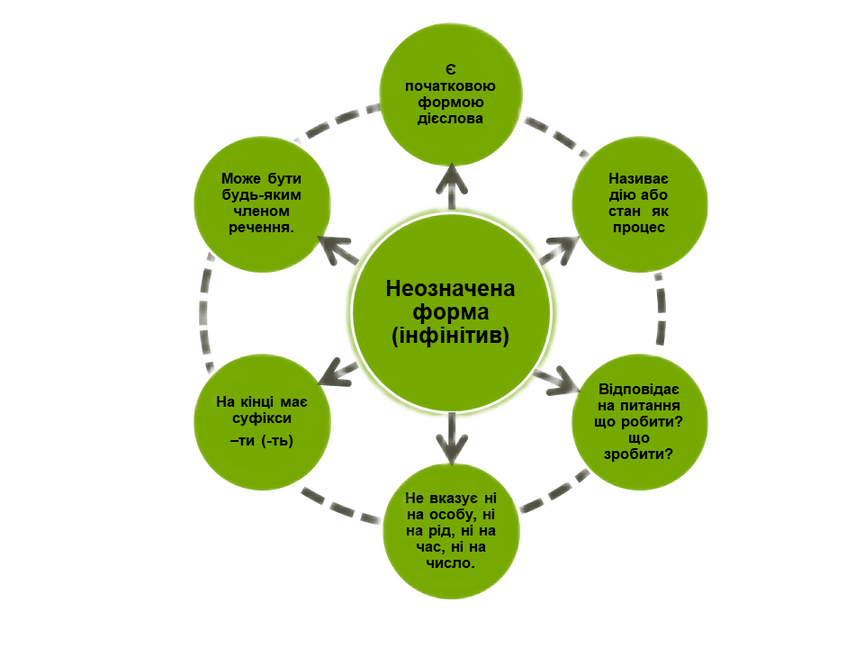 Є
початковою
формою
дієслова
Називає
дію або
стан як
процес
Відповідає
на питання
що робити?
що
зробити?
Не вказує ні
на особу, ні
на рід, ні на
час, ні на
число.
На кінці має
суфікси
–ти (-ть)
Може бути
будь-яким
членом
речення.
Неозначена
форма
(інфінітив)